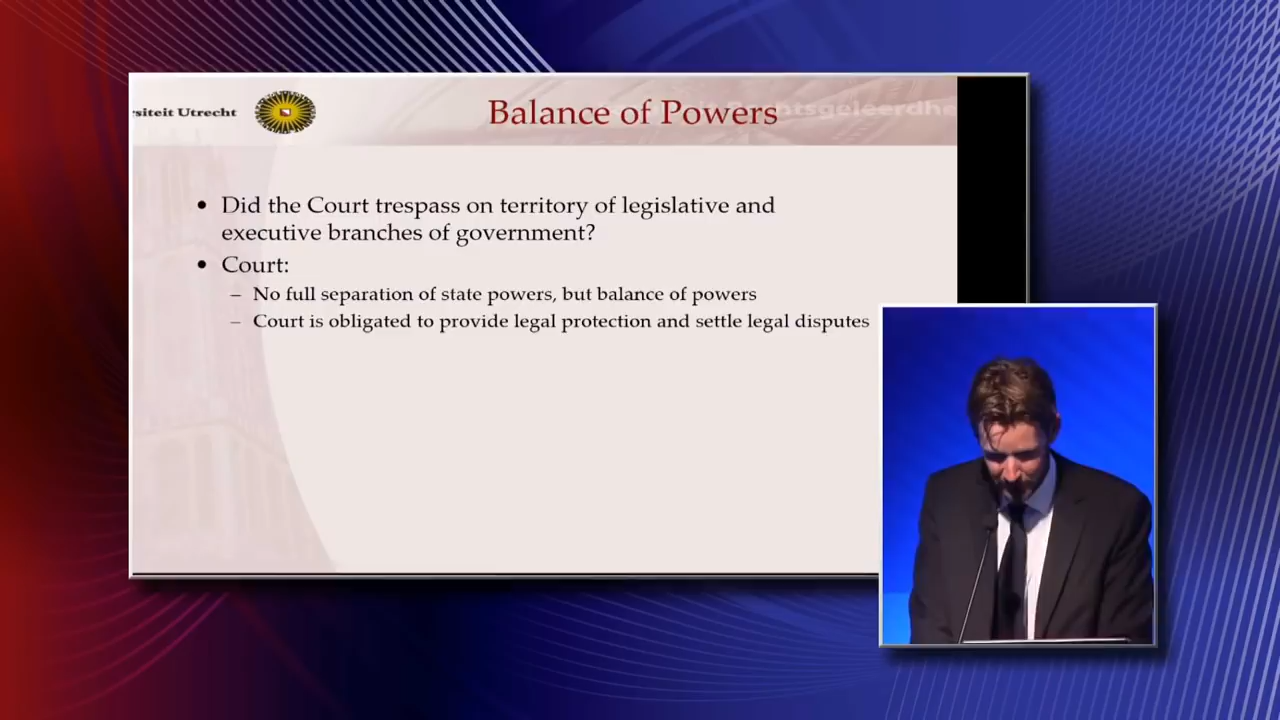 rsiteit Utrecht
Balance of Powers
• Did the Court trespass on territory of legislative and
executive branches of government?
• Court:
– No full separation of state powers, but balance of powers
– Court is obligated to provide legal protection and settle legal disputes